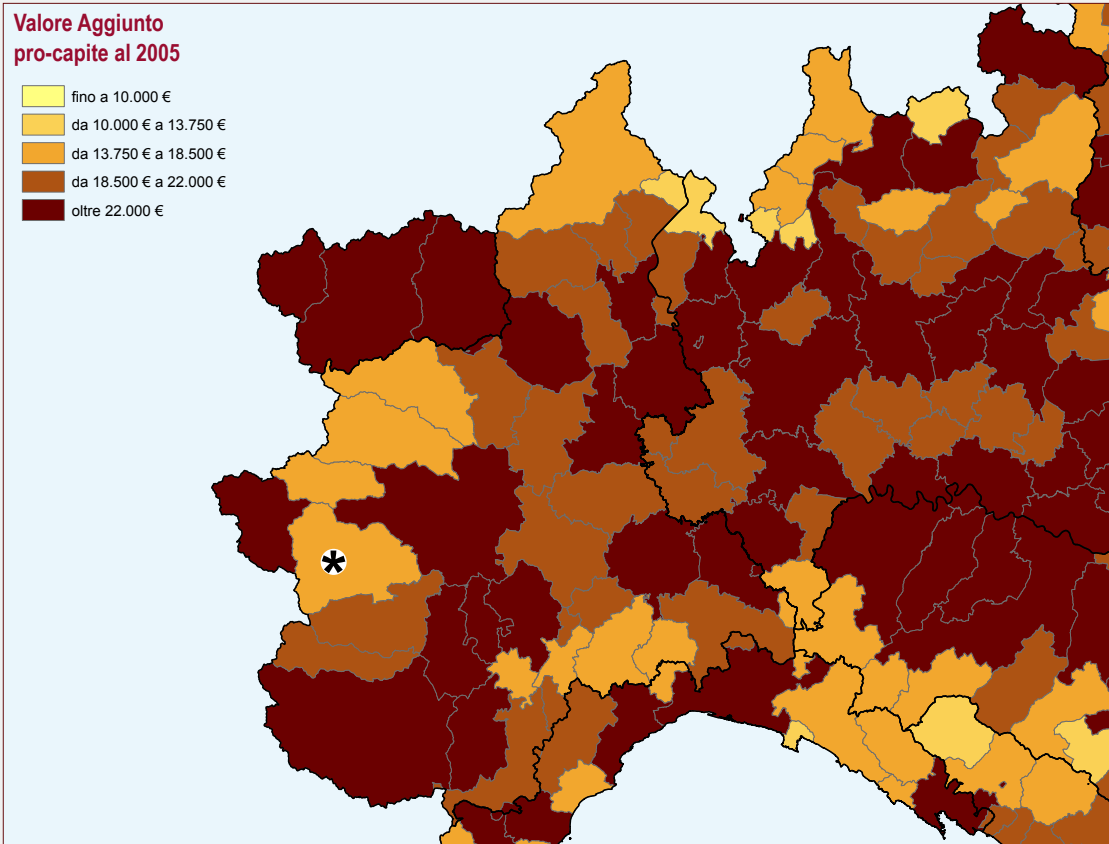 Valore Aggiunto
pro-capite al 2005
fino a 10.000 €
da 10.000 € a 13.750 €
da 13.750 € a 18.500 €
da 18.500 € a 22.000 €
oltre 22.000 €
*